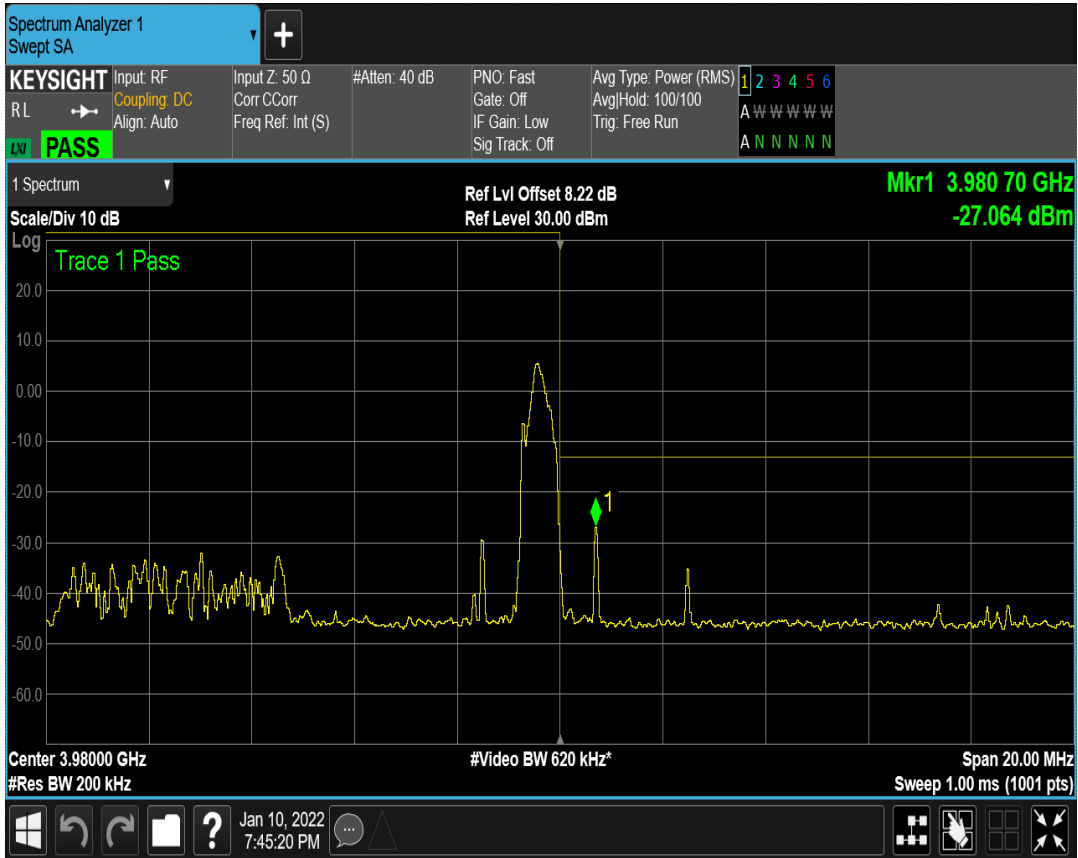 Spectrum Analyzer 1
Swept SA
KEYSIGHT
R L
LXI
PASS
Input: RF
Coupling: DC
Align: Auto
Input Z: 50 Ω
Corr CCorr
Freq Ref: Int (S)
#Atten: 40 dB
PNO: Fast
Gate: Off
IF Gain: Low
Sig Track: Off
Avg Type: Power (RMS)
Avg|Hold: 100/100
Trig: Free Run
1 2 3 4 5 6
A W W W W W
A N N N N N
1 Spectrum
Scale/Div 10 dB
Log
Ref Lvl Offset 8.22 dB
Ref Level 30.00 dBm
Mkr1 3.980 70 GHz
-27.064 dBm
Trace 1 Pass
20.0
10.0
0.00
-10.0
-20.0
1
-30.0
-40.0
-50.0
-60.0
Center 3.98000 GHz
#Res BW 200 kHz
#Video BW 620 kHz*
Span 20.00 MHz
Sweep 1.00 ms (1001 pts)
?
Jan 10, 2022
7:45:20 PM